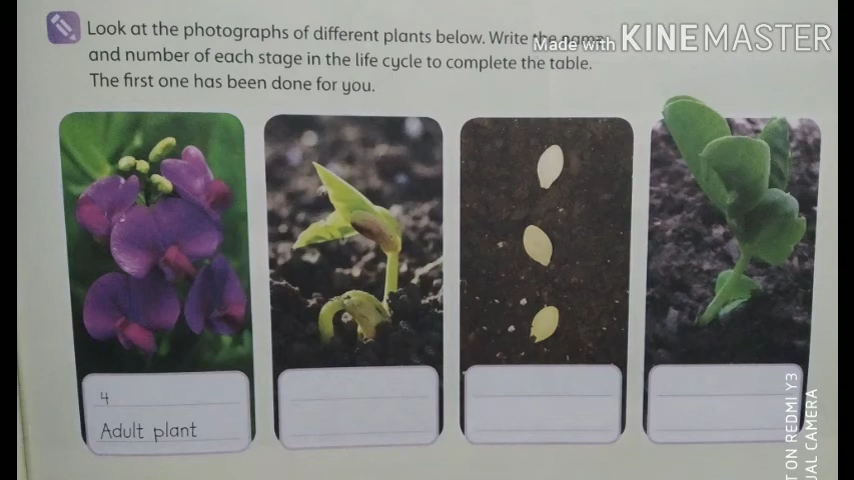 Look at the photographs of different plants below. Write the name
Made with KINEMASTER
and number of each stage in the life cycle to complete the table.
The first one has been done for you.
4
Adult plant
T ON REDMI Y3
UAL CAMERA